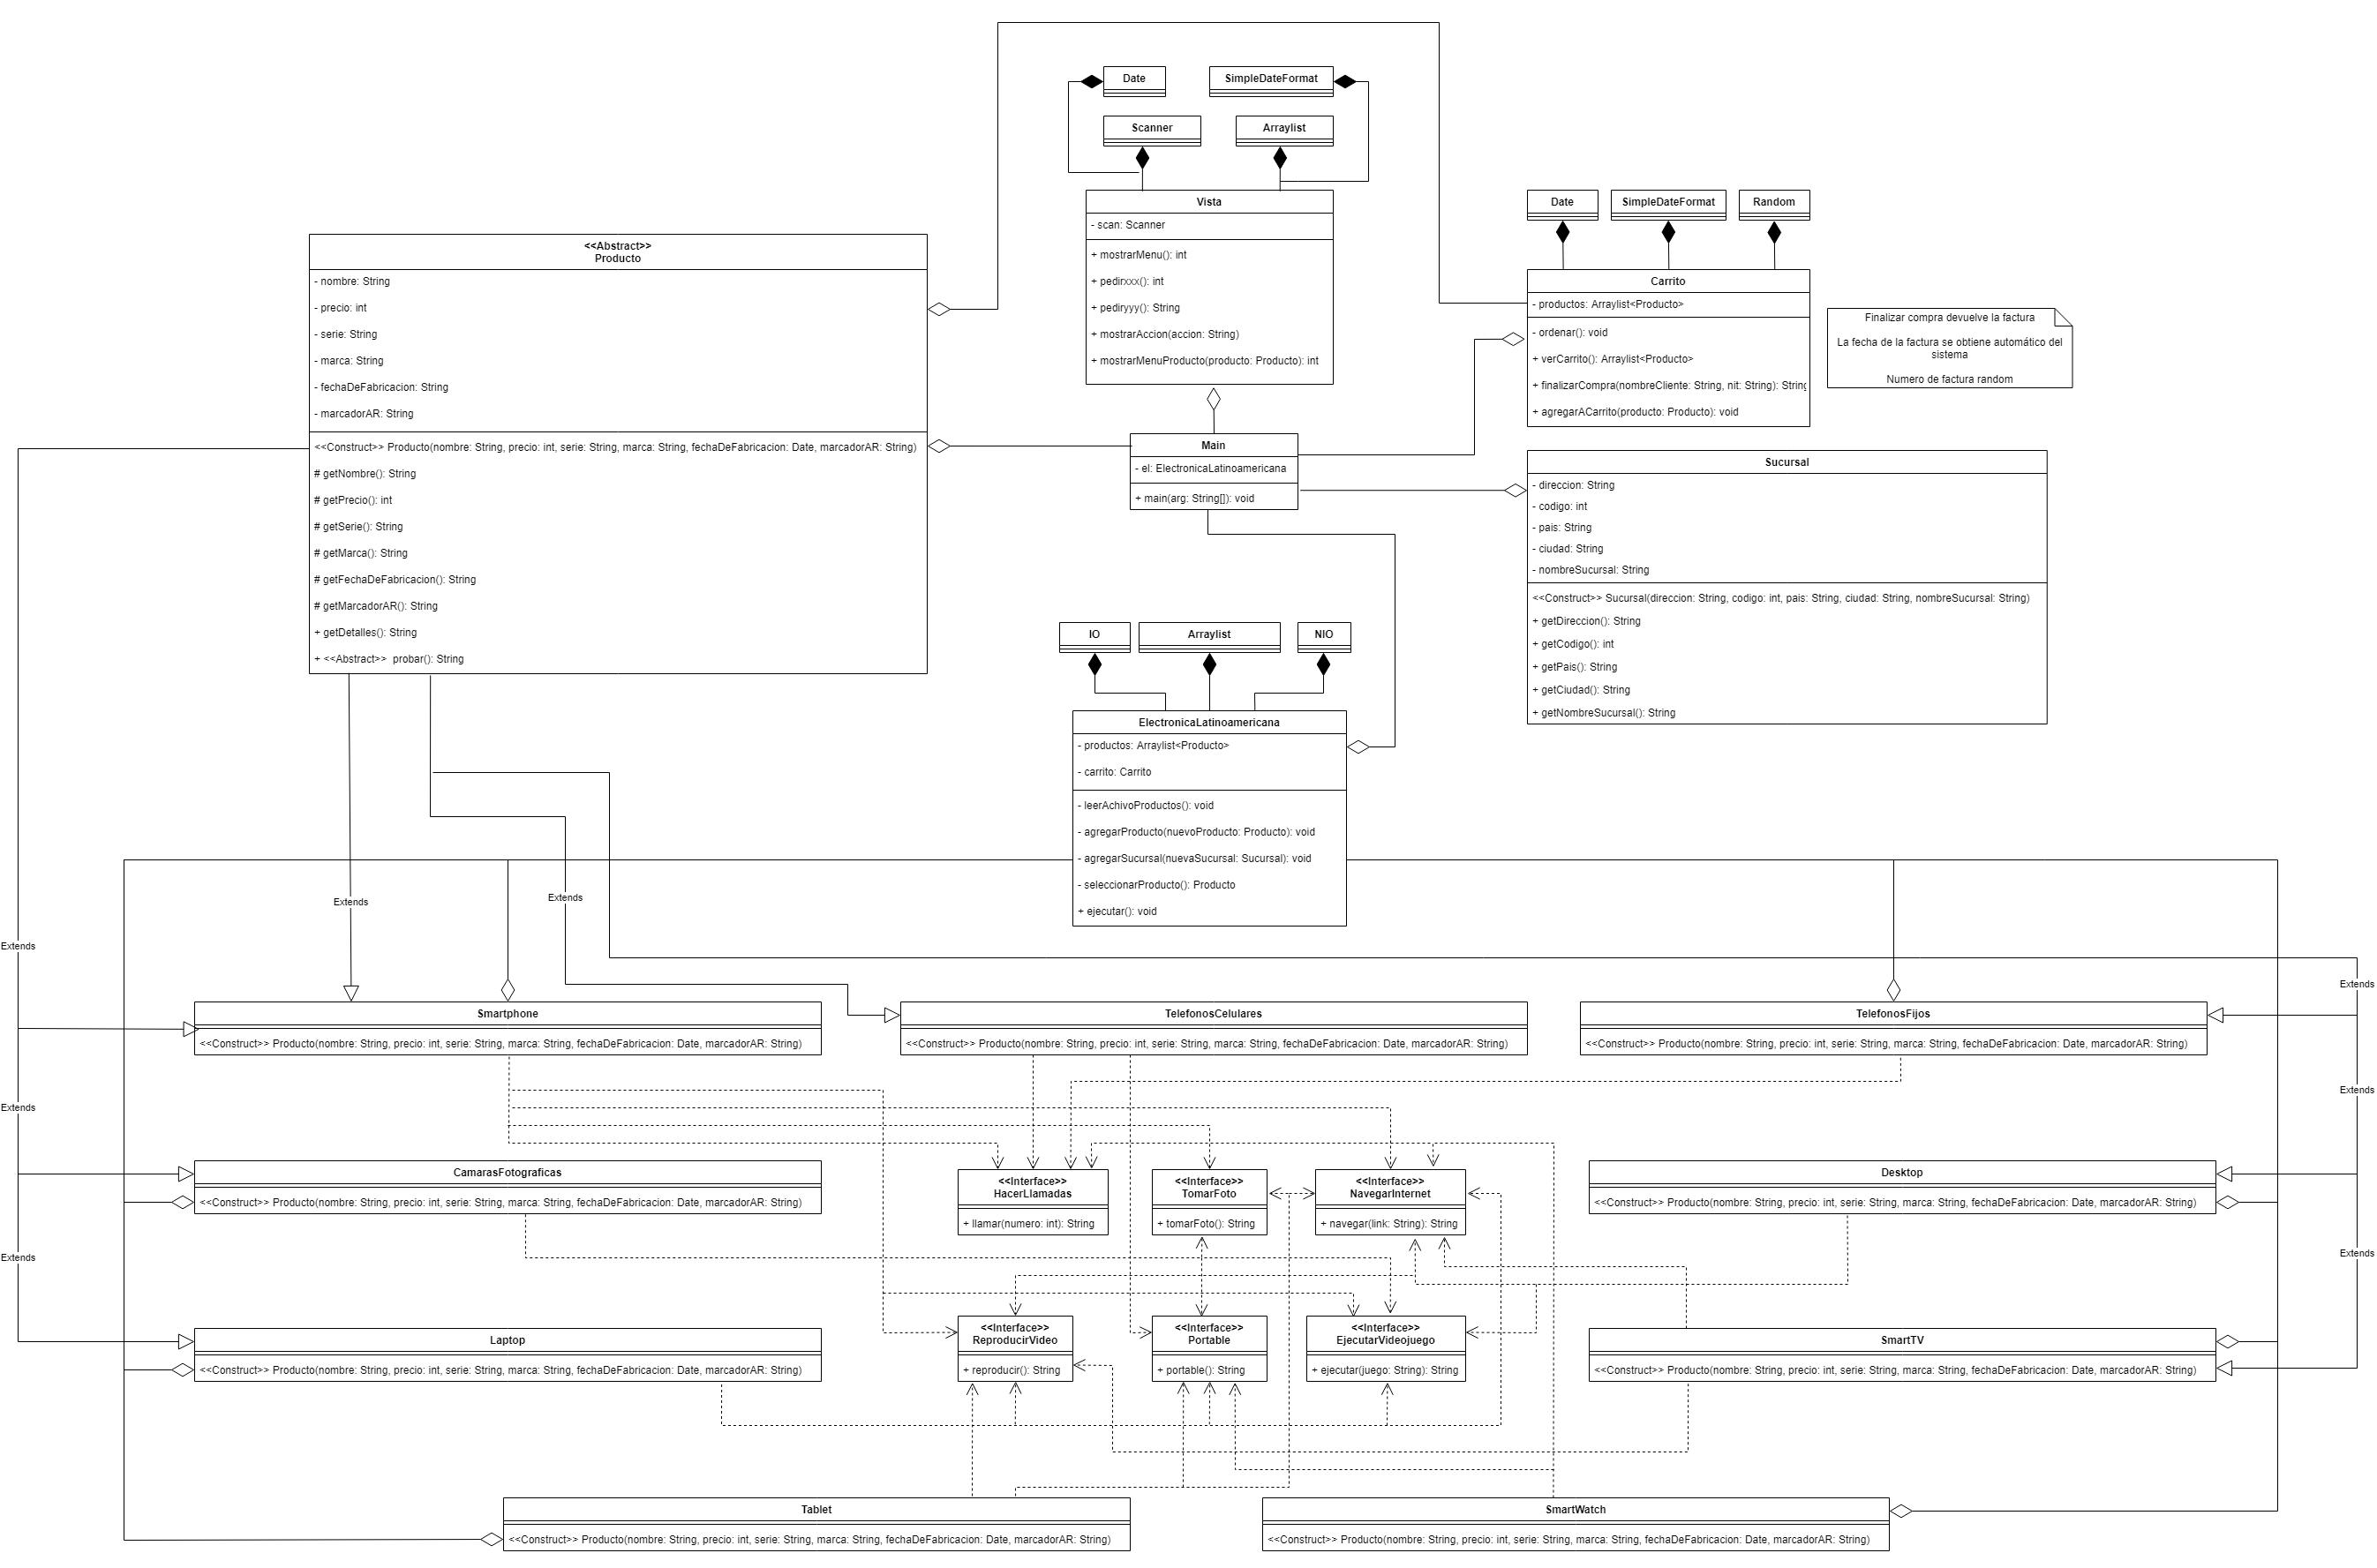 Date
SimpleDateFormat
Scanner
Arraylist
Vista
- scan: Scanner
+ mostrarMenu(): int
+ pedirxxx(): int
+ pediryyy(): String
+ mostrarAccion(accion: String)
+ mostrarMenuProducto(producto: Producto): int
Date
SimpleDateFormat
Random
Carrito
- productos: Arraylist<Producto>
- ordenar(): void
+ verCarrito(): Arraylist<Producto>
+ finalizarCompra(nombreCliente: String, nit: String): String
+ agregarACarrito(producto: Producto): void
Finalizar compra devuelve la factura
La fecha de la factura se obtiene automático del
sistema
Numero de factura random
<<Abstract>>
Producto
- nombre: String
- precio: int
- serie: String
- marca: String
- fechaDeFabricacion: String
- marcadorAR: String
<<Construct>> Producto(nombre: String, precio: int, serie: String, marca: String, fechaDeFabricacion: Date, marcadorAR: String)
# getNombre(): String
# getPrecio(): int
# getSerie(): String
# getMarca(): String
# getFechaDeFabricacion(): String
# getMarcadorAR(): String
+ getDetalles(): String
+ <<Abstract>> probar(): String
Main
- el: ElectronicaLatinoamericana
+ main(arg: String[]): void
Sucursal
- direccion: String
- codigo: int
- pais: String
- ciudad: String
- nombreSucursal: String
<<Construct>> Sucursal(direccion: String, codigo: int, pais: String, ciudad: String, nombreSucursal: String)
+ getDireccion(): String
+ getCodigo(): int
+ getPais(): String
+ getCiudad(): String
+ getNombreSucursal(): String
IO
Arraylist
NIO
ElectronicaLatinoamericana
- productos: Arraylist<Producto>
- carrito: Carrito
- leerAchivoProductos(): void
- agregarProducto(nuevoProducto: Producto): void
- agregarSucursal(nuevaSucursal: Sucursal): void
- seleccionarProducto(): Producto
+ ejecutar(): void
Extends
Extends
Extends
Extends
Smartphone
<<Construct>> Producto(nombre: String, precio: int, serie: String, marca: String, fechaDeFabricacion: Date, marcadorAR: String)
TelefonosCelulares
<<Construct>> Producto(nombre: String, precio: int, serie: String, marca: String, fechaDeFabricacion: Date, marcadorAR: String)
TelefonosFijos
<<Construct>> Producto(nombre: String, precio: int, serie: String, marca: String, fechaDeFabricacion: Date, marcadorAR: String)
Extends
Extends
CamarasFotograficas
<<Construct>> Producto(nombre: String, precio: int, serie: String, marca: String, fechaDeFabricacion: Date, marcadorAR: String)
<<Interface>>
HacerLlamadas
+ llamar(numero: int): String
<<Interface>>
TomarFoto
+ tomarFoto(): String
<<Interface>>
NavegarInternet
+ navegar(link: String): String
Desktop
<<Construct>> Producto(nombre: String, precio: int, serie: String, marca: String, fechaDeFabricacion: Date, marcadorAR: String)
Extends
Extends
Laptop
<<Construct>> Producto(nombre: String, precio: int, serie: String, marca: String, fechaDeFabricacion: Date, marcadorAR: String)
<<Interface>>
ReproducirVideo
+ reproducir(): String
<<Interface>>
Portable
+ portable(): String
<<Interface>>
EjecutarVideojuego
+ ejecutar(juego: String): String
SmartTV
<<Construct>> Producto(nombre: String, precio: int, serie: String, marca: String, fechaDeFabricacion: Date, marcadorAR: String)
Tablet
<<Construct>> Producto(nombre: String, precio: int, serie: String, marca: String, fechaDeFabricacion: Date, marcadorAR: String)
SmartWatch
<<Construct>> Producto(nombre: String, precio: int, serie: String, marca: String, fechaDeFabricacion: Date, marcadorAR: String)